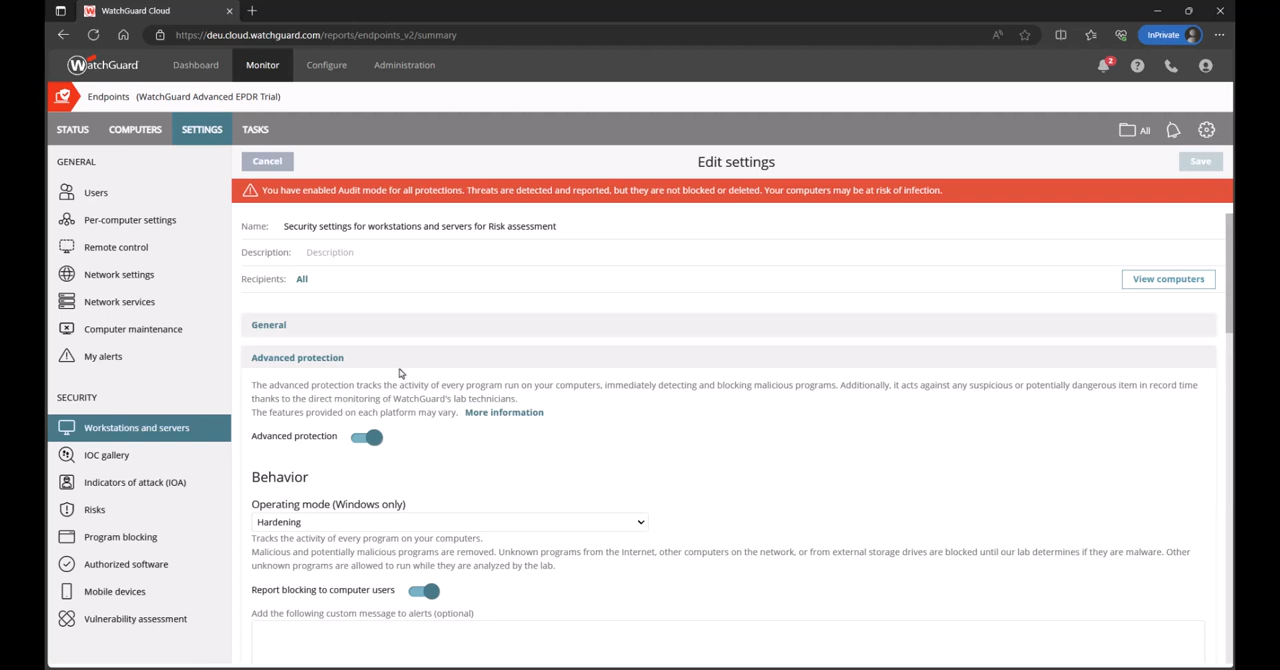 WatchGuard Cloud
https://deu.cloud.watchguard.com/reports/endpoints_v2/summary
InPrivate
WatchGuard
Dashboard
Monitor
Configure
Administration
2
Endpoints (WatchGuard Advanced EPDR Trial)
STATUS
COMPUTERS
SETTINGS
TASKS
All
GENERAL
Users
Per-computer settings
Remote control
Network settings
Network services
Computer maintenance
My alerts
SECURITY
Workstations and servers
IOC gallery
Indicators of attack (IOA)
Risks
Program blocking
Authorized software
Mobile devices
Vulnerability assessment
Cancel
Edit settings
Save
You have enabled Audit mode for all protections. Threats are detected and reported, but they are not blocked or deleted. Your computers may be at risk of infection.
Name: Security settings for workstations and servers for Risk assessment
Description: Description
Recipients: All
View computers
General
Advanced protection
The advanced protection tracks the activity of every program run on your computers, immediately detecting and blocking malicious programs. Additionally, it acts against any suspicious or potentially dangerous item in record time
thanks to the direct monitoring of WatchGuard's lab technicians.
The features provided on each platform may vary. More information
Advanced protection
Behavior
Operating mode (Windows only)
Hardening
Tracks the activity of every program on your computers.
Malicious and potentially malicious programs are removed. Unknown programs from the Internet, other computers on the network, or from external storage drives are blocked until our lab determines if they are malware. Other
unknown programs are allowed to run while they are analyzed by the lab.
Report blocking to computer users
Add the following custom message to alerts (optional)